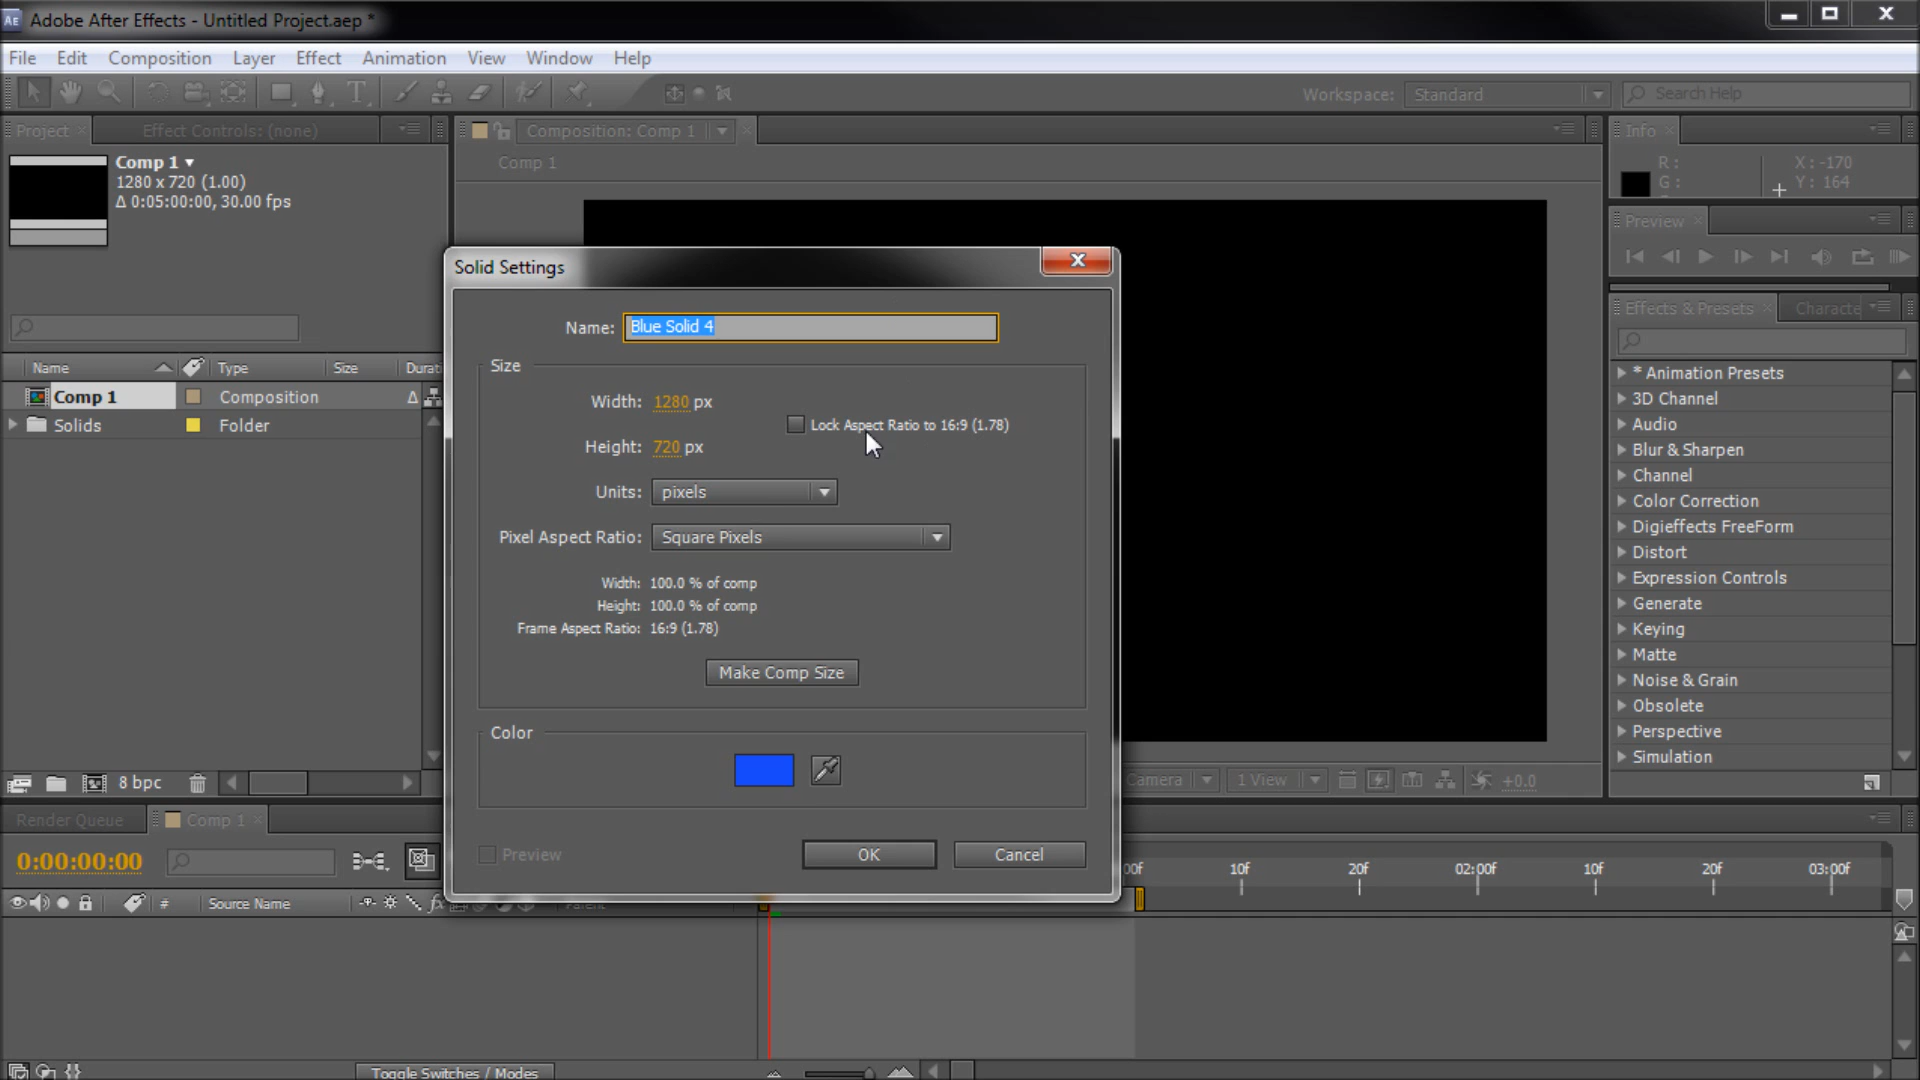 AE Adobe After Effects - Untitled Project.aep *
File Edit Composition Layer Effect Animation View Window Help
T Workspace: Standard Search Help
Project × Effect Controls: (none) Composition: Comp 1 × Info ×
Comp 1
Comp 1
1280 x 720 (1.00)
Δ 0:05:00:00, 30.00 fps
R : X : -170
G : Y : 164
Preview ×
Solid Settings
Name: Blue Solid 4
Size
Width: 1280 px
Lock Aspect Ratio to 16:9 (1.78)
Height: 720 px
Units: pixels
Pixel Aspect Ratio: Square Pixels
Width: 100.0 % of comp
Height: 100.0 % of comp
Frame Aspect Ratio: 16:9 (1.78)
Make Comp Size
Color
Preview OK Cancel
Name Type Size Durati
Comp 1 Composition Δ
Solids Folder
8 bpc
Effects & Presets × Characte
* Animation Presets
3D Channel
Audio
Blur & Sharpen
Channel
Color Correction
Digieffects FreeForm
Distort
Expression Controls
Generate
Keying
Matte
Noise & Grain
Obsolete
Perspective
Simulation
Camera 1 View +0.0
Render Queue Comp 1 ×
0:00:00:00
00f 10f 20f 02:00f 10f 20f 03:00f
# Source Name fx Parent
Toggle Switches / Modes